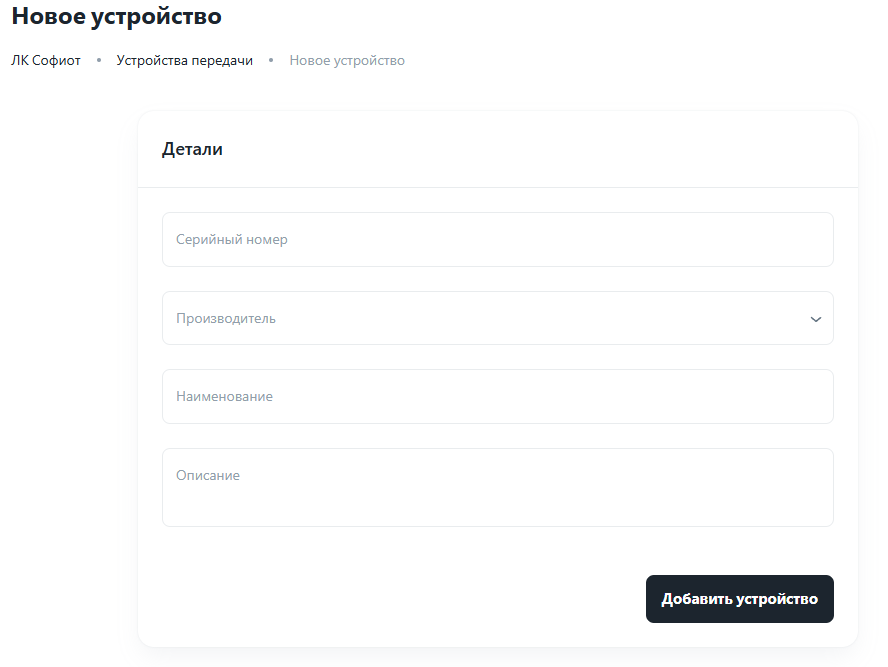 Новое устройство
ЛК Софиот • Устройства передачи • Новое устройство
Детали
Серийный номер
Производитель
Наименование
Описание
Добавить устройство